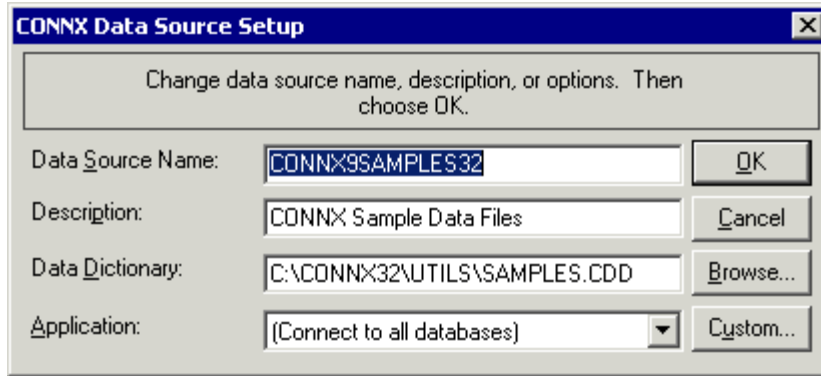 CONNX Data Source Setup
Change data source name, description, or options. Then
choose OK.
Data Source Name: CONNX9SAMPLES32 OK
Description: CONNX Sample Data Files Cancel
Data Dictionary: C:\CONNX32\UTILS\SAMPLES.CDD Browse...
Application: (Connect to all databases) Custom...